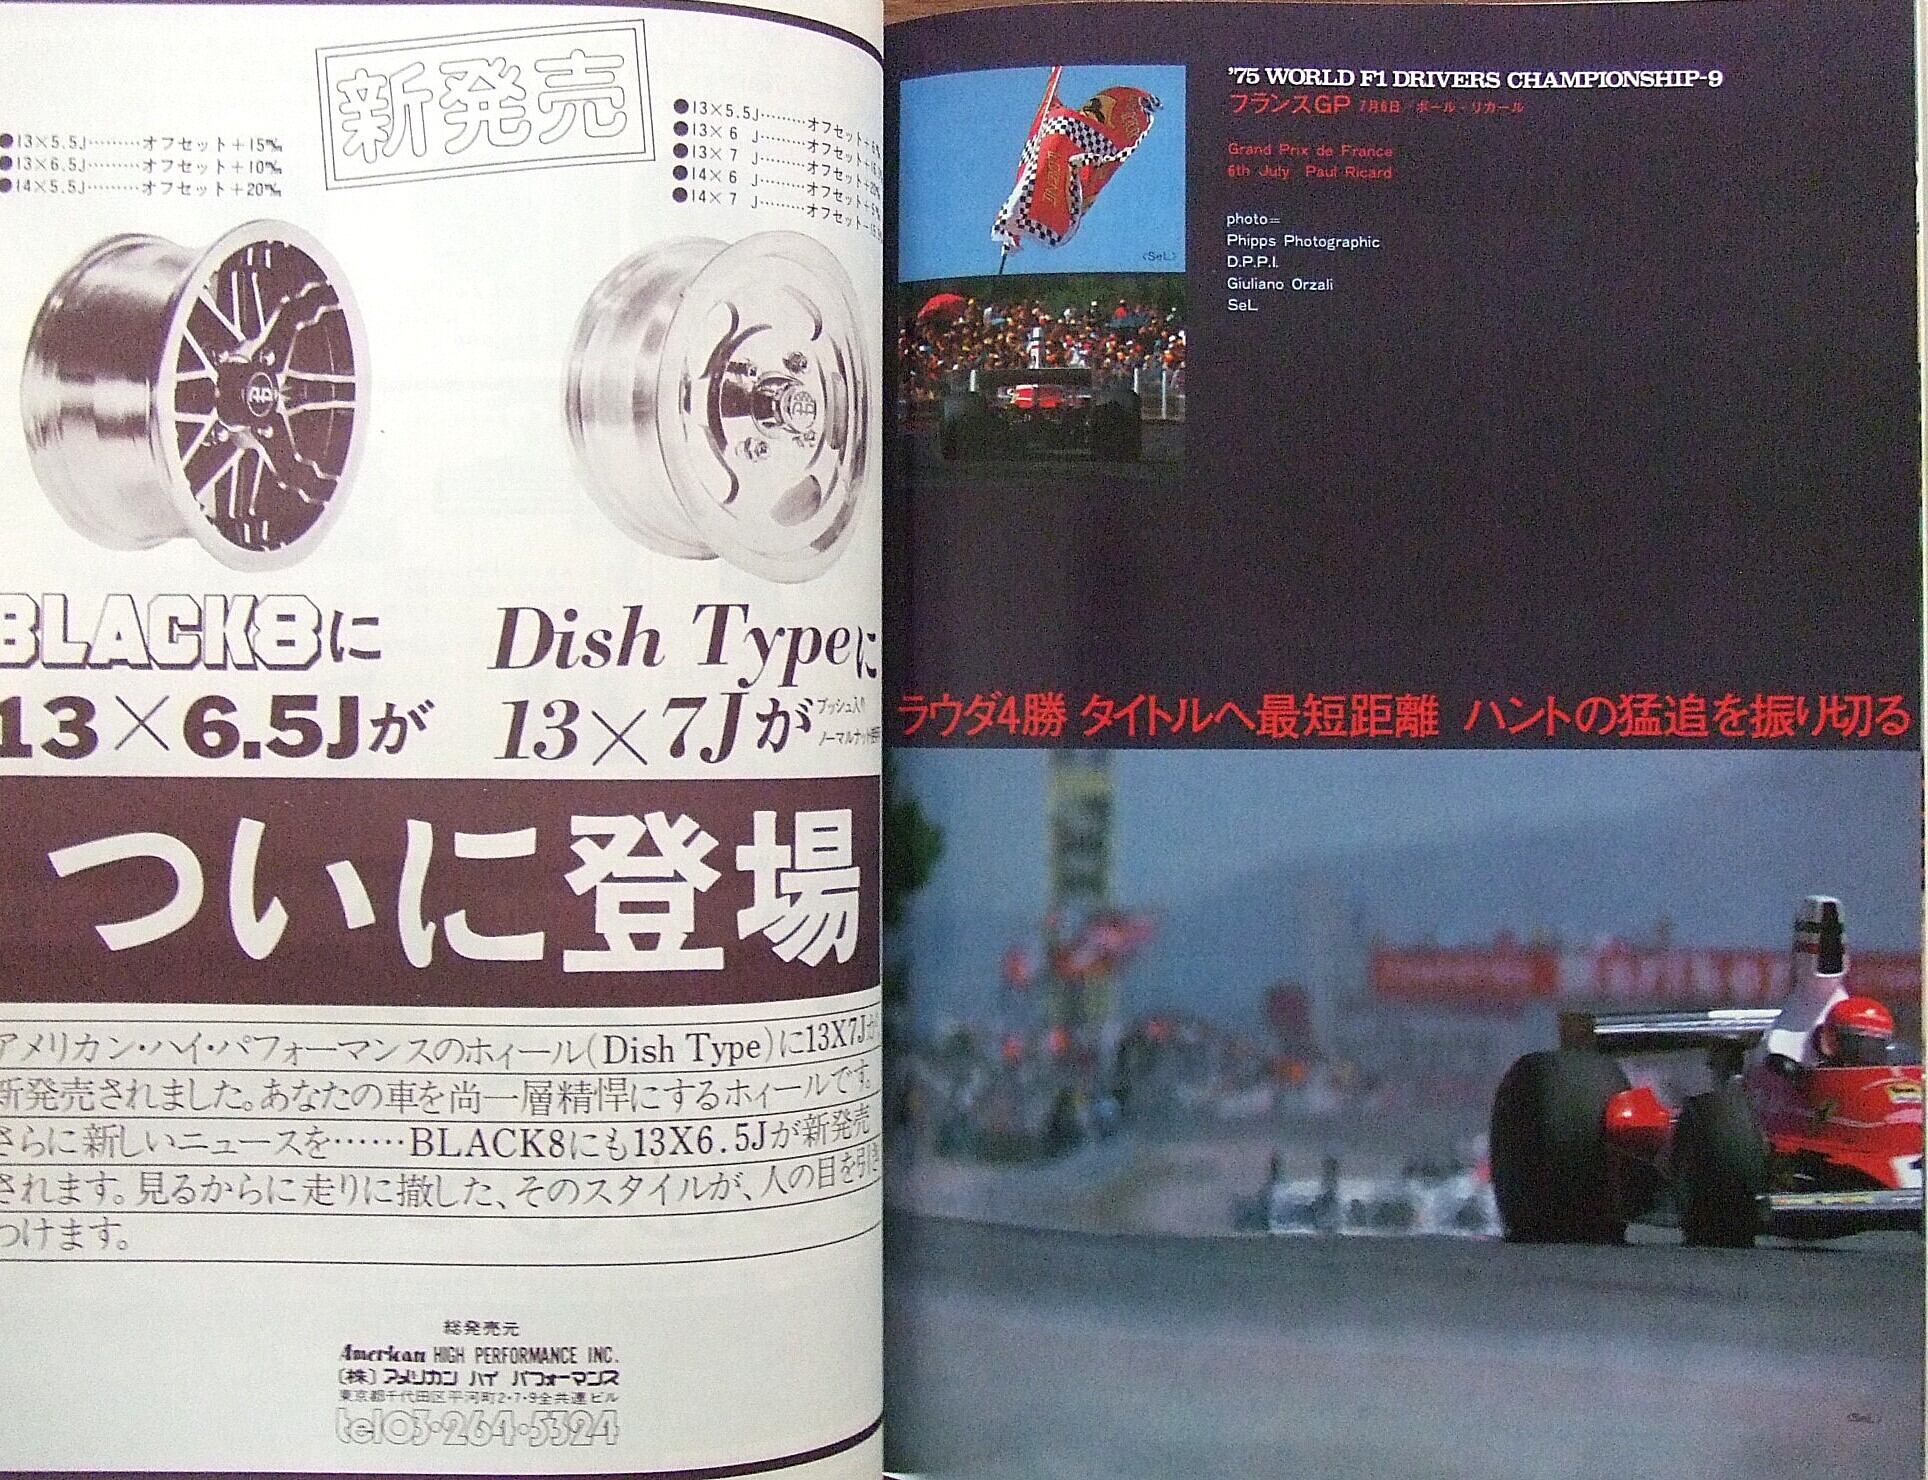 新発売
●13×5.5J………オフセット+15㎜
●13×6.5J………オフセット+10㎜
●14×5.5J………オフセット+20㎜
●13×5.5J………オフセット+
●13×6 J………オフセット+
●13×7 J………オフセット+
●14×6 J………オフセット+5
●14×7 J………オフセット-
BLACK8に
13×6.5Jが
Dish Typeに
13×7Jが
ついに登場
アメリカン・ハイ・パフォーマンスのホィール(Dish Type)に13X7Jが
新発売されました。あなたの車を尚一層精悍にするホィールです。
さらに新しいニュースを……BLACK8にも13X6.5Jが新発売
されます。見るからに走りに撤した、そのスタイルが、人の目を引き
つけます。
総発売元
American HIGH PERFORMANCE INC.
(株)アメリカン ハイ パフォーマンス
東京都千代田区平河町2・7・9全共連ビル
tel03・264・5324
'75 WORLD F1 DRIVERS CHAMPIONSHIP-9
フランスGP 7月6日 ポール・リカール
Grand Prix de France
6th July Paul Ricard
photo=
Phipps Photographic
D.P.P.I.
Giuliano Orzali
SeL
<SeL>
ラウダ4勝 タイトルへ最短距離 ハントの猛追を振り切る
<SeL>